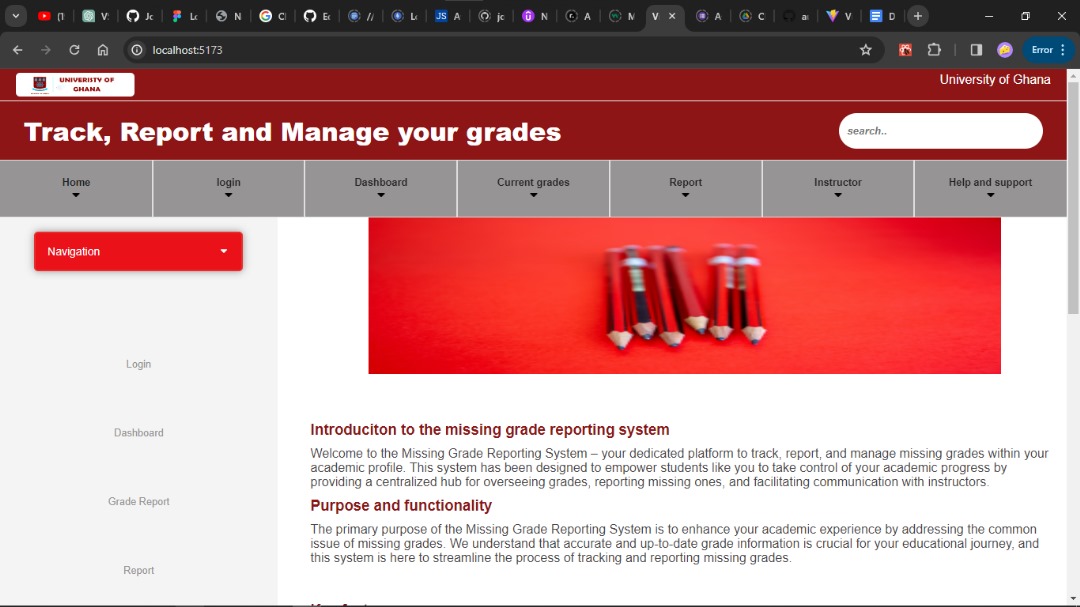 (1
V:
Jc
Lc
N
Cl
Ec
//
Lc
JS A
jc
N
A
M
V
A
C
ai
V
D
localhost:5173
Error
UNIVERISTY OF
GHANA
University of Ghana
Track, Report and Manage your grades
search..
Home
login
Dashboard
Current grades
Report
Instructor
Help and support
Navigation
Login
Dashboard
Grade Report
Report
Introduciton to the missing grade reporting system
Welcome to the Missing Grade Reporting System – your dedicated platform to track, report, and manage missing grades within your
academic profile. This system has been designed to empower students like you to take control of your academic progress by
providing a centralized hub for overseeing grades, reporting missing ones, and facilitating communication with instructors.
Purpose and functionality
The primary purpose of the Missing Grade Reporting System is to enhance your academic experience by addressing the common
issue of missing grades. We understand that accurate and up-to-date grade information is crucial for your educational journey, and
this system is here to streamline the process of tracking and reporting missing grades.